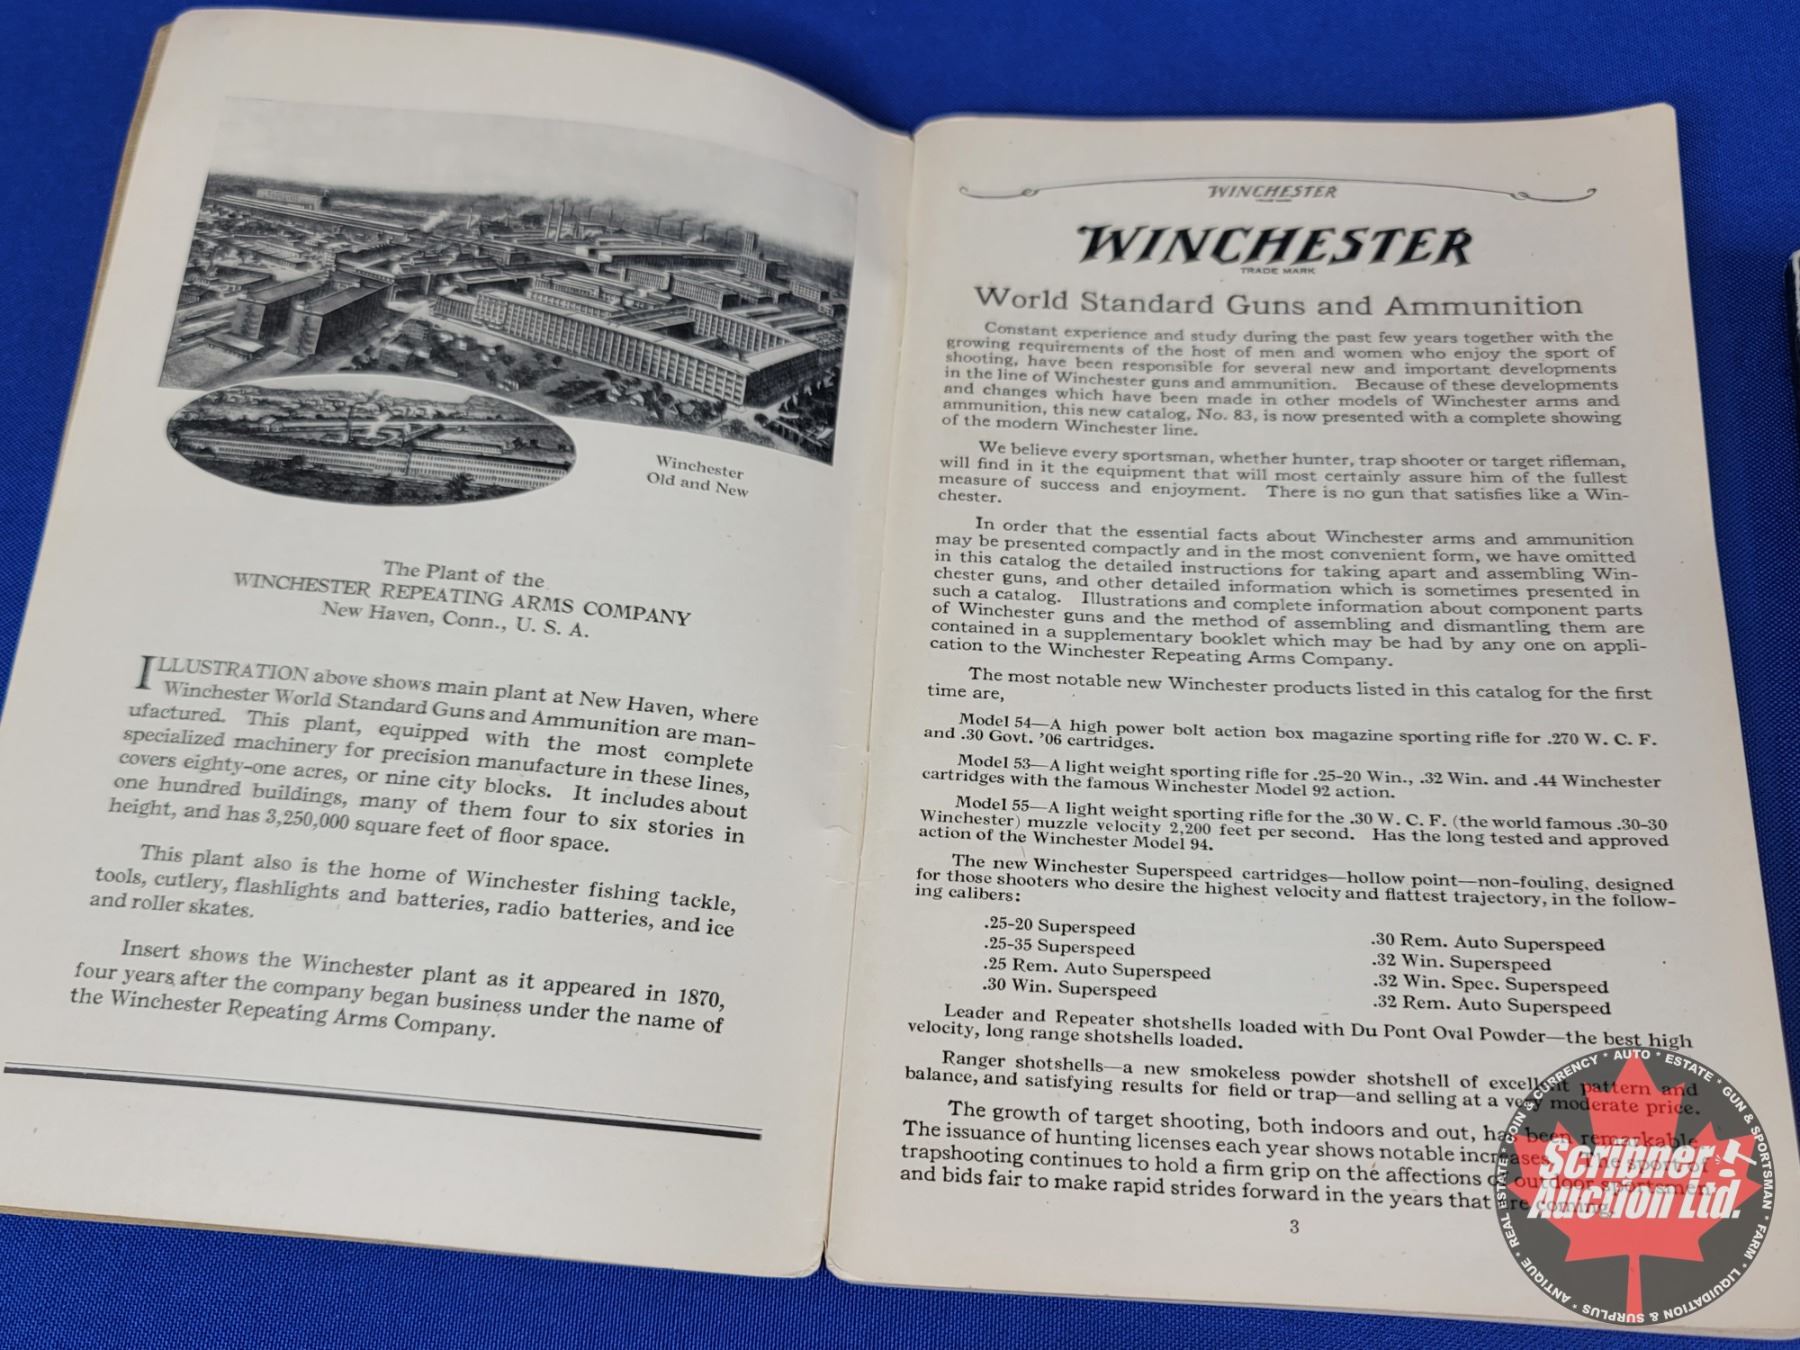 Winchester
Old and New
The Plant of the
WINCHESTER REPEATING ARMS COMPANY
New Haven, Conn., U. S. A.
ILLUSTRATION above shows main plant at New Haven, where
Winchester World Standard Guns and Ammunition are man-
ufactured. This plant, equipped with the most complete
specialized machinery for precision manufacture in these lines,
covers eighty-one acres, or nine city blocks. It includes about
one hundred buildings, many of them four to six stories in
height, and has 3,250,000 square feet of floor space.
This plant also is the home of Winchester fishing tackle,
tools, cutlery, flashlights and batteries, radio batteries, and ice
and roller skates.
Insert shows the Winchester plant as it appeared in 1870,
four years after the company began business under the name of
the Winchester Repeating Arms Company.
WINCHESTER
TRADE MARK
WINCHESTER
TRADE MARK
World Standard Guns and Ammunition
Constant experience and study during the past few years together with the
growing requirements of the host of men and women who enjoy the sport of
shooting, have been responsible for several new and important developments
in the line of Winchester guns and ammunition. Because of these developments
and changes which have been made in other models of Winchester arms and
ammunition, this new catalog, No. 83, is now presented with a complete showing
of the modern Winchester line.
We believe every sportsman, whether hunter, trap shooter or target rifleman,
will find in it the equipment that will most certainly assure him of the fullest
measure of success and enjoyment. There is no gun that satisfies like a Win-
chester.
In order that the essential facts about Winchester arms and ammunition
may be presented compactly and in the most convenient form, we have omitted
in this catalog the detailed instructions for taking apart and assembling Win-
chester guns, and other detailed information which is sometimes presented in
such a catalog. Illustrations and complete information about component parts
of Winchester guns and the method of assembling and dismantling them are
contained in a supplementary booklet which may be had by any one on appli-
cation to the Winchester Repeating Arms Company.
The most notable new Winchester products listed in this catalog for the first
time are,
Model 54—A high power bolt action box magazine sporting rifle for .270 W. C. F.
and .30 Govt. '06 cartridges.
Model 53—A light weight sporting rifle for .25-20 Win., .32 Win. and .44 Winchester
cartridges with the famous Winchester Model 92 action.
Model 55—A light weight sporting rifle for the .30 W. C. F. (the world famous .30-30
Winchester) muzzle velocity 2,200 feet per second. Has the long tested and approved
action of the Winchester Model 94.
The new Winchester Superspeed cartridges—hollow point—non-fouling, designed
for those shooters who desire the highest velocity and flattest trajectory, in the follow-
ing calibers:
.25-20 Superspeed
.25-35 Superspeed
.25 Rem. Auto Superspeed
.30 Win. Superspeed
.30 Rem. Auto Superspeed
.32 Win. Superspeed
.32 Win. Spec. Superspeed
.32 Rem. Auto Superspeed
Leader and Repeater shotshells loaded with Du Pont Oval Powder—the best high
velocity, long range shotshells loaded.
Ranger shotshells—a new smokeless powder shotshell of excellent pattern and
balance, and satisfying results for field or trap—and selling at a very moderate price.
The growth of target shooting, both indoors and out, has been remarkable.
The issuance of hunting licenses each year shows notable increases. The sport of
trapshooting continues to hold a firm grip on the affections of outdoor sportsmen
and bids fair to make rapid strides forward in the years that are coming.
3
Scribner
Auction Ltd.
COIN & CURRENCY * AUTO * ESTATE * GUN & SPORTSMAN * FARM * LIQUIDATION & SURPLUS * ANTIQUE * REAL ESTATE *